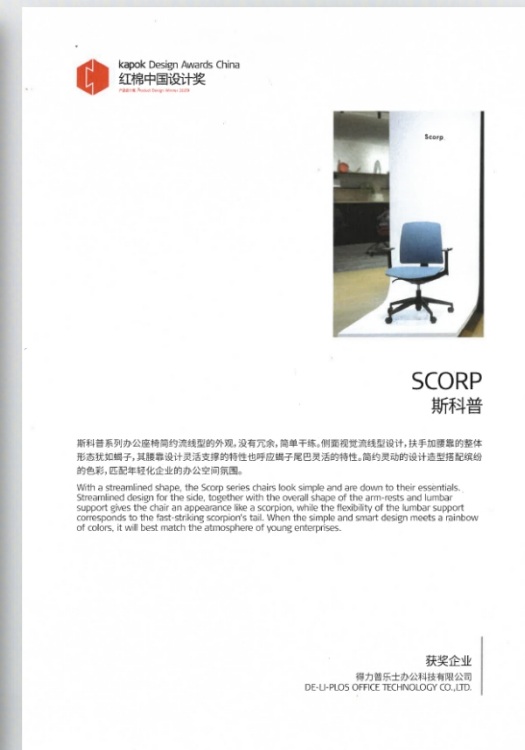 kapok Design Awards China
红棉中国设计奖
Scorp.
SCORP
斯科普
斯科普系列办公座椅简约流线型的外观，没有冗余，简单干练。侧面视觉流线型设计，扶手加腰靠的整体
形态犹如蝎子，其腰靠设计灵活支撑的特性也呼应蝎子尾巴灵活的特性。简约灵动的设计造型搭配缤纷
的色彩，匹配年轻化企业的办公空间氛围。
With a streamlined shape, the Scorp series chairs look simple and are down to their essentials.
Streamlined design for the side, together with the overall shape of the arm-rests and lumbar
support gives the chair an appearance like a scorpion, while the flexibility of the lumbar support
corresponds to the fast-striking scorpion's tail. When the simple and smart design meets a rainbow
of colors, it will best match the atmosphere of young enterprises.
获奖企业
得力普乐士办公科技有限公司
DE-LI-PLOS OFFICE TECHNOLOGY CO.,LTD.